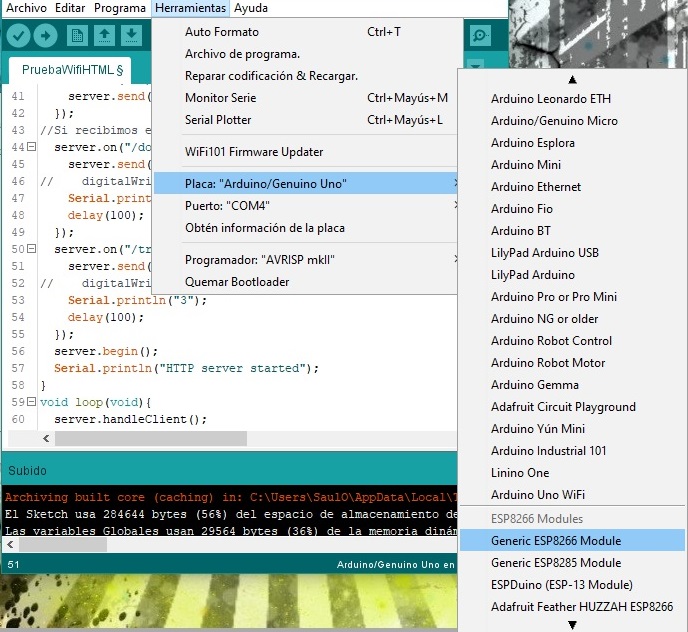 Archivo Editar Programa Herramientas Ayuda
PruebaWifiHTML §
Auto Formato Ctrl+T
Archivo de programa.
Reparar codificación & Recargar.
Monitor Serie Ctrl+Mayús+M
Serial Plotter Ctrl+Mayús+L
WiFi101 Firmware Updater
Placa: "Arduino/Genuino Uno"
Puerto: "COM4"
Obtén información de la placa
Programador: "AVRISP mkII"
Quemar Bootloader
41 server.send(
42 });
43 //Si recibimos e
44 server.on("/do
45 server.send(
46 // digitalWri
47 Serial.print
48 delay(100);
49 });
50 server.on("/tr
51 server.send(
52 // digitalWri
53 Serial.println("3");
54 delay(100);
55 });
56 server.begin();
57 Serial.println("HTTP server started");
58 }
59 void loop(void){
60 server.handleClient();
Subido
Archiving built core (caching) in: C:\Users\SaulO\AppData\Local\T
El Sketch usa 284644 bytes (56%) del espacio de almacenamiento de
Las variables Globales usan 29564 bytes (36%) de la memoria dinám
51 Arduino/Genuino Uno en
Arduino Leonardo ETH
Arduino/Genuino Micro
Arduino Esplora
Arduino Mini
Arduino Ethernet
Arduino Fio
Arduino BT
LilyPad Arduino USB
LilyPad Arduino
Arduino Pro or Pro Mini
Arduino NG or older
Arduino Robot Control
Arduino Robot Motor
Arduino Gemma
Adafruit Circuit Playground
Arduino Yún Mini
Arduino Industrial 101
Linino One
Arduino Uno WiFi
ESP8266 Modules
Generic ESP8266 Module
Generic ESP8285 Module
ESPDuino (ESP-13 Module)
Adafruit Feather HUZZAH ESP8266